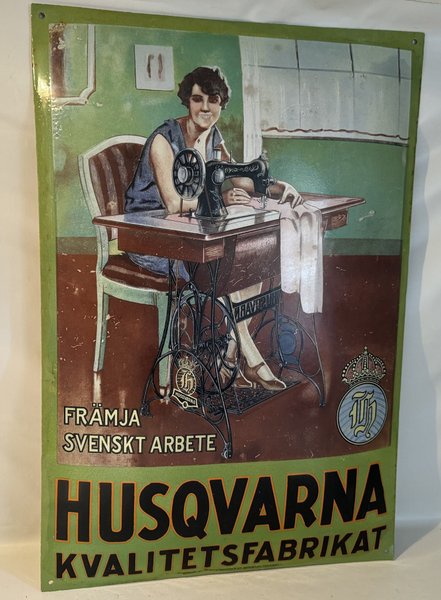 FRÄMJA
SVENSKT ARBETE
HUSQVARNA
KVALITETSFABRIKAT